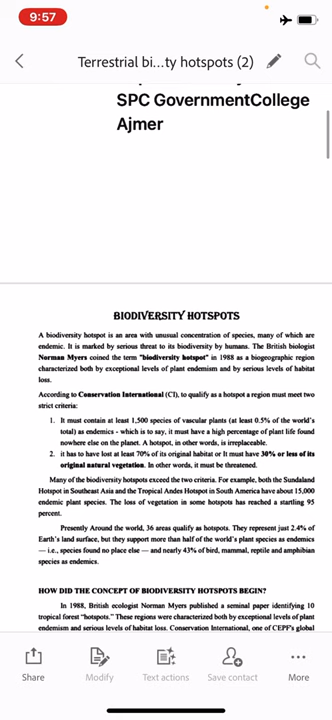 9:57
Terrestrial bi...ty hotspots (2)
SPC GovernmentCollege
Ajmer
BIODIVERSITY HOTSPOTS
A biodiversity hotspot is an area with unusual concentration of species, many of which are
endemic. It is marked by serious threat to its biodiversity by humans. The British biologist
Norman Myers coined the term "biodiversity hotspot" in 1988 as a biogeographic region
characterized both by exceptional levels of plant endemism and by serious levels of habitat
loss.
According to Conservation International (CI), to qualify as a hotspot a region must meet two
strict criteria:
1. It must contain at least 1,500 species of vascular plants (at least 0.5% of the world's
total) as endemics - which is to say, it must have a high percentage of plant life found
nowhere else on the planet. A hotspot, in other words, is irreplaceable.
2. it has to have lost at least 70% of its original habitat or It must have 30% or less of its
original natural vegetation. In other words, it must be threatened.
Many of the biodiversity hotspots exceed the two criteria. For example, both the Sundaland
Hotspot in Southeast Asia and the Tropical Andes Hotspot in South America have about 15,000
endemic plant species. The loss of vegetation in some hotspots has reached a startling 95
percent.
Presently Around the world, 36 areas qualify as hotspots. They represent just 2.4% of
Earth's land surface, but they support more than half of the world's plant species as endemics
— i.e., species found no place else — and nearly 43% of bird, mammal, reptile and amphibian
species as endemics.
HOW DID THE CONCEPT OF BIODIVERSITY HOTSPOTS BEGIN?
In 1988, British ecologist Norman Myers published a seminal paper identifying 10
tropical forest "hotspots." These regions were characterized both by exceptional levels of plant
endemism and serious levels of habitat loss. Conservation International, one of CEPF's global
Share
Modify
Text actions
Save contact
More